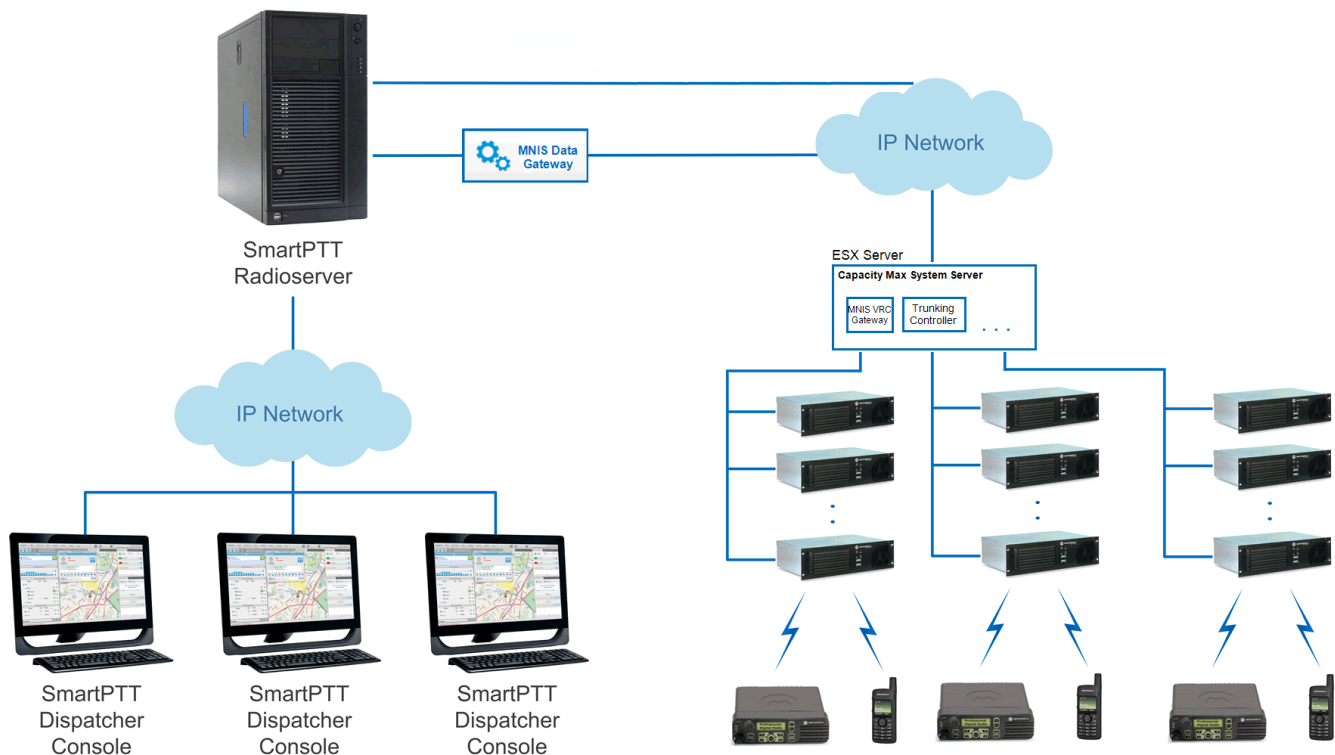 MNIS Data
Gateway
IP Network
SmartPTT
Radioserver
ESX Server
Capacity Max System Server
MNIS VRC
Gateway
Trunking
Controller
. . .
IP Network
SmartPTT
Dispatcher
Console
SmartPTT
Dispatcher
Console
SmartPTT
Dispatcher
Console